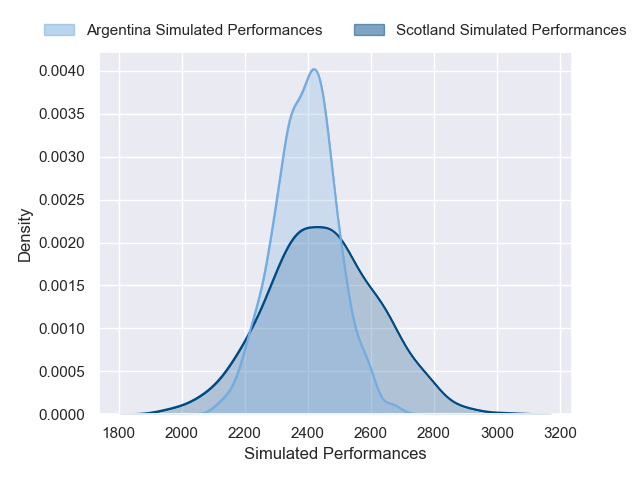 Argentina Simulated Performances Scotland Simulated Performances
0.0040
0.0035
0.0030
0.0025
0.0020
0.0015
0.0010
0.0005
0.0000
Density
1800 2000 2200 2400 2600 2800 3000 3200
Simulated Performances